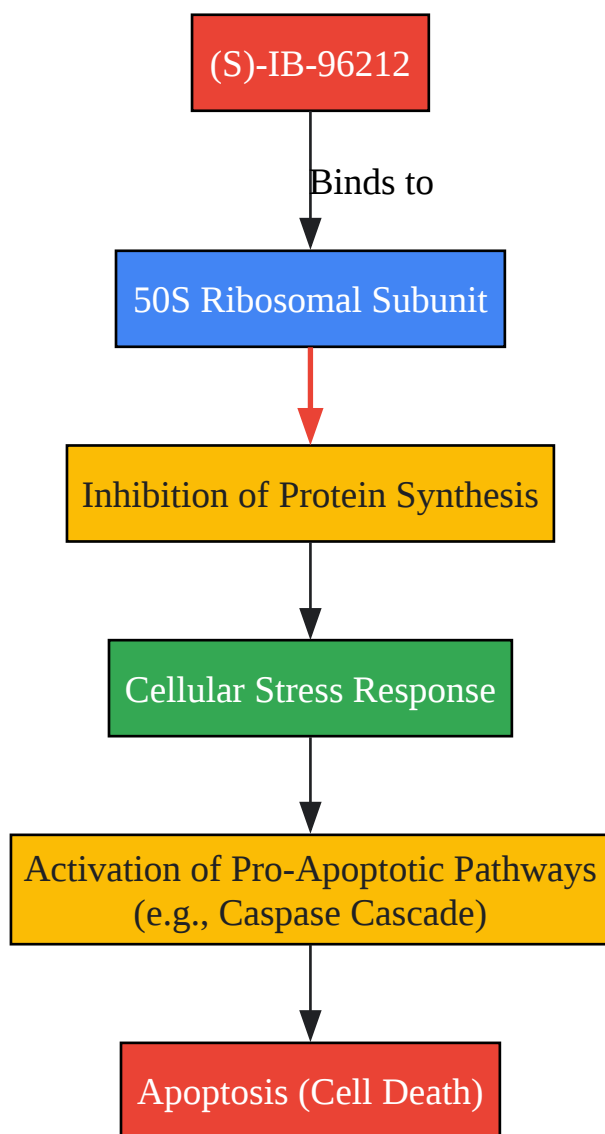 (S)-IB-96212
Binds to
50S Ribosomal Subunit
Inhibition of Protein Synthesis
Cellular Stress Response
Activation of Pro-Apoptotic Pathways
(e.g., Caspase Cascade)
Apoptosis (Cell Death)